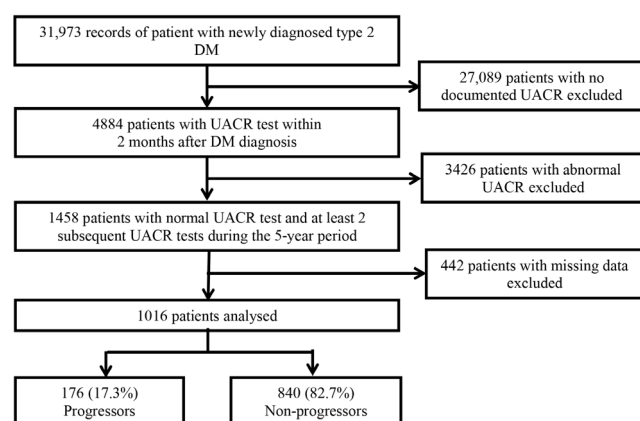 31,973 records of patient with newly diagnosed type 2
DM
27,089 patients with no
documented UACR excluded
4884 patients with UACR test within
2 months after DM diagnosis
3426 patients with abnormal
UACR excluded
1458 patients with normal UACR test and at least 2
subsequent UACR tests during the 5-year period
442 patients with missing data
excluded
1016 patients analysed
176 (17.3%)
Progressors
840 (82.7%)
Non-progressors